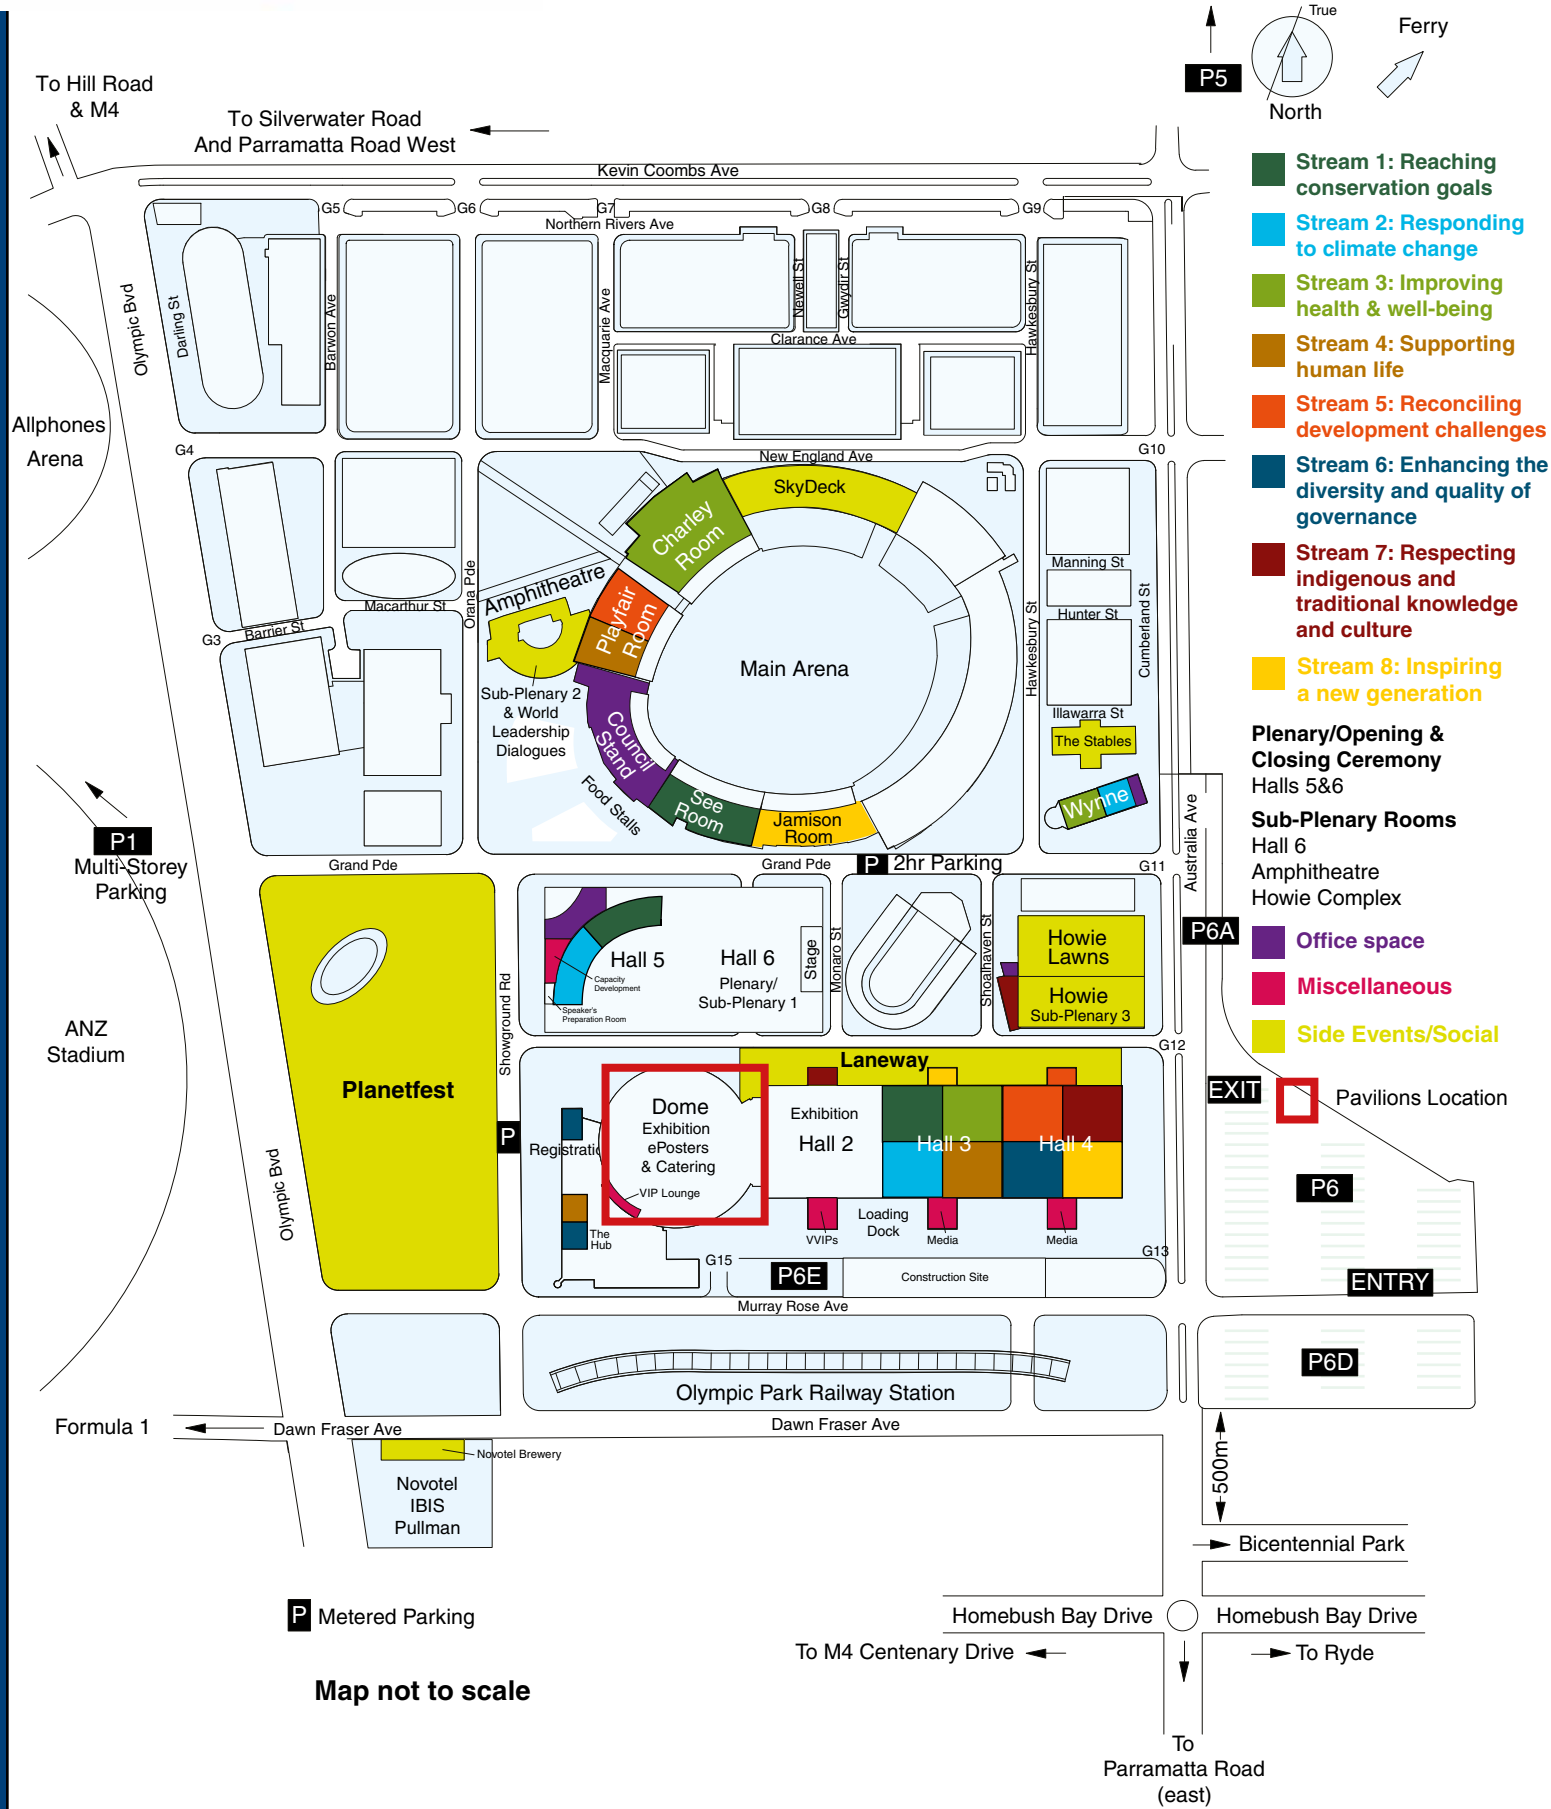 True
Ferry
P5
North
To Hill Road
& M4
To Silverwater Road
And Parramatta Road West
Kevin Coombs Ave
G5
G6
G7
G8
G9
Northern Rivers Ave
Olympic Bvd
Darling St
Barwon Ave
Macquarie Ave
Newell St
Gwydir St
Hawkesbury St
Clarance Ave
Allphones
Arena
G4
New England Ave
G10
SkyDeck
Charley
Room
Amphitheatre
Playfair
Room
Orana Pde
Macarthur St
Barrier St
G3
Main Arena
Sub-Plenary 2
& World
Leadership
Dialogues
Council
Stand
Food Stalls
See
Room
Jamison
Room
Hawkesbury St
Manning St
Hunter St
Cumberland St
Illawarra St
The Stables
Wynne
Australia Ave
P1
Multi-Storey
Parking
Grand Pde
Grand Pde
P 2hr Parking
G11
P6A
Hall 5
Capacity
Development
Speaker's
Preparation Room
Hall 6
Plenary/
Sub-Plenary 1
Stage
Monaro St
Shoalhaven St
Howie
Lawns
Howie
Sub-Plenary 3
G12
Showground Rd
ANZ
Stadium
Planetfest
Olympic Bvd
P
Laneway
Dome
Exhibition
ePosters
& Catering
VIP Lounge
Registratio
The
Hub
Exhibition
Hall 2
Hall 3
Hall 4
VVIPs
Loading
Dock
Media
Media
G13
G15
P6E
Construction Site
Murray Rose Ave
EXIT
Pavilions Location
P6
ENTRY
P6D
Olympic Park Railway Station
Formula 1
Dawn Fraser Ave
Dawn Fraser Ave
Novotel Brewery
Novotel
IBIS
Pullman
500m
Bicentennial Park
Homebush Bay Drive
Homebush Bay Drive
To M4 Centenary Drive
To Ryde
To
Parramatta Road
(east)
P Metered Parking
Map not to scale
Stream 1: Reaching
conservation goals
Stream 2: Responding
to climate change
Stream 3: Improving
health & well-being
Stream 4: Supporting
human life
Stream 5: Reconciling
development challenges
Stream 6: Enhancing the
diversity and quality of
governance
Stream 7: Respecting
indigenous and
traditional knowledge
and culture
Stream 8: Inspiring
a new generation
Plenary/Opening &
Closing Ceremony
Halls 5&6
Sub-Plenary Rooms
Hall 6
Amphitheatre
Howie Complex
Office space
Miscellaneous
Side Events/Social